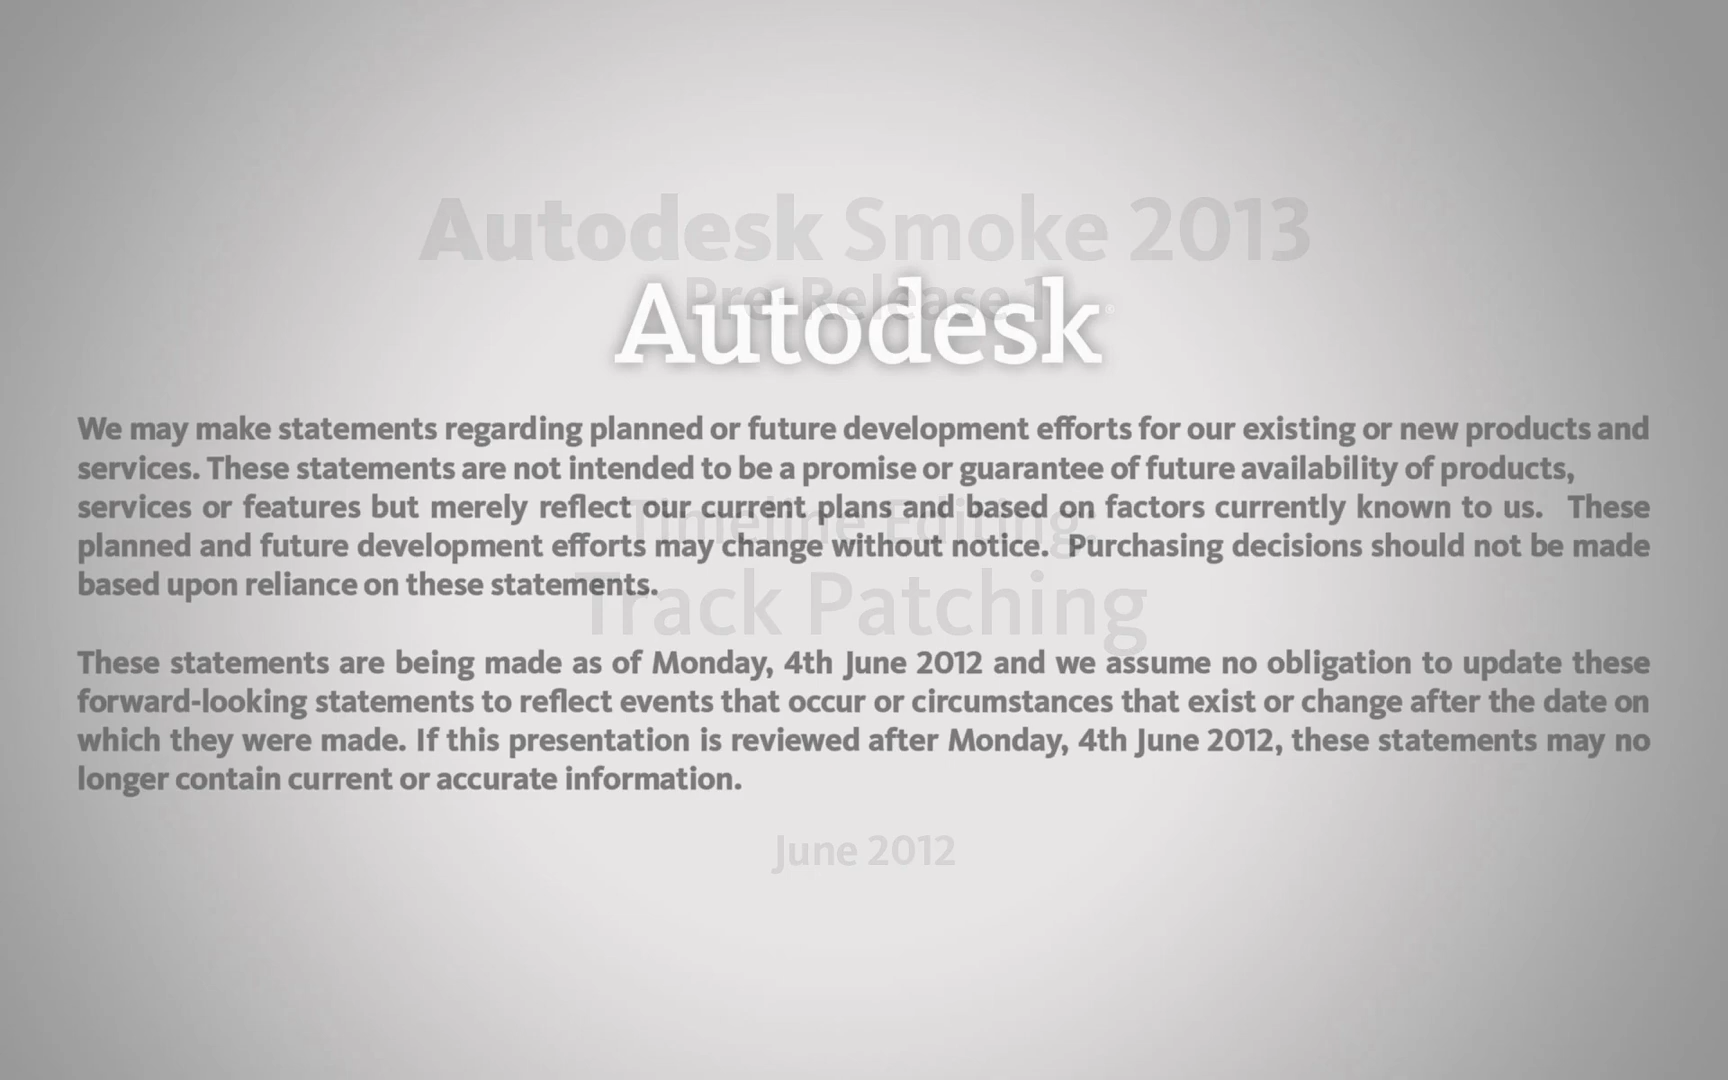 Autodesk Smoke 2013
Pre-Release 1
Autodesk®
We may make statements regarding planned or future development efforts for our existing or new products and
services. These statements are not intended to be a promise or guarantee of future availability of products,
services or features but merely reflect our current plans and based on factors currently known to us. These
planned and future development efforts may change without notice. Purchasing decisions should not be made
based upon reliance on these statements.
Timeline Editing:
Track Patching
These statements are being made as of Monday, 4th June 2012 and we assume no obligation to update these
forward-looking statements to reflect events that occur or circumstances that exist or change after the date on
which they were made. If this presentation is reviewed after Monday, 4th June 2012, these statements may no
longer contain current or accurate information.
June 2012